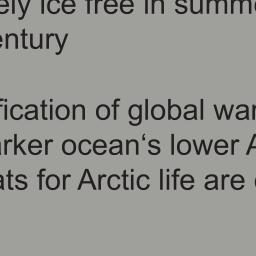 ely ice free in summe
entury
fication of global war
arker ocean‘s lower A
ats for Arctic life are